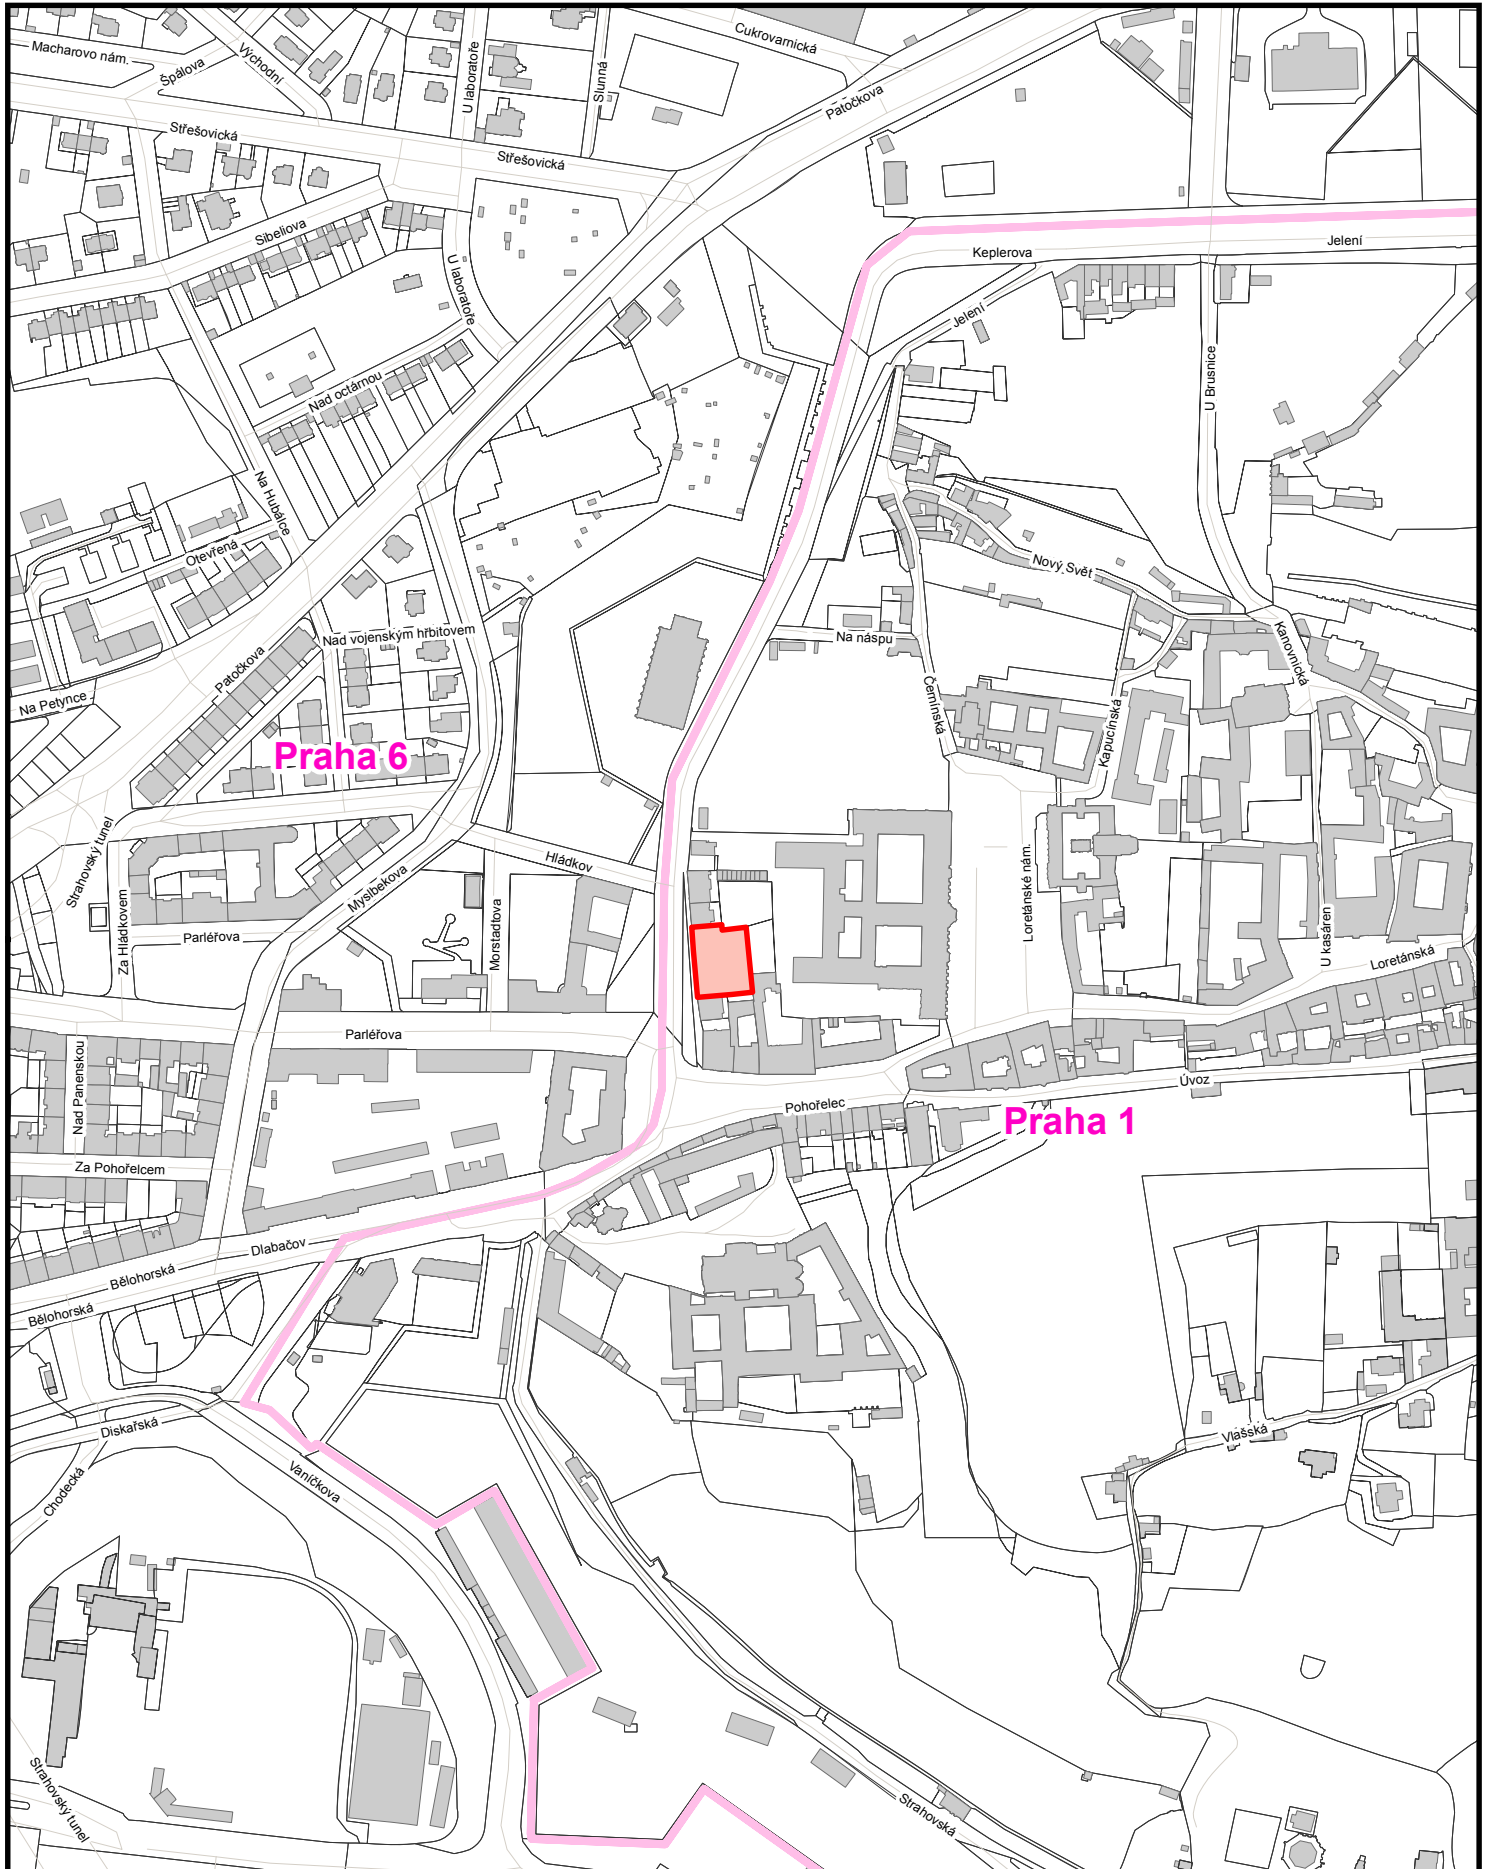 Cukrovarnická
Macharovo nám.
Východní
U laboratoře
Slunná
Špálova
Patočkova
Střešovická
Střešovická
Sibeliova
Jelení
Keplerova
U laboratoře
Jelení
U Brusnice
Nad octárnou
Na Hubálce
Otevřená
Nový Svět
Nad vojenským hřbitovem
Na náspu
Kanovnická
Patočkova
Na Petynce
Černínská
Kapucínská
Praha 6
Strahovský tunel
Hládkov
Myslbekova
Loretánské nám.
U kasáren
Za Hládkovem
Parléřova
Morstadtova
Loretánská
Parléřova
Nad Panenskou
Úvoz
Pohořelec
Praha 1
Za Pohořelcem
Dlabačov
Bělohorská
Bělohorská
Diskařská
Vlašská
Vaníčkova
Chodecká
Strahovský tunel
Strahovská